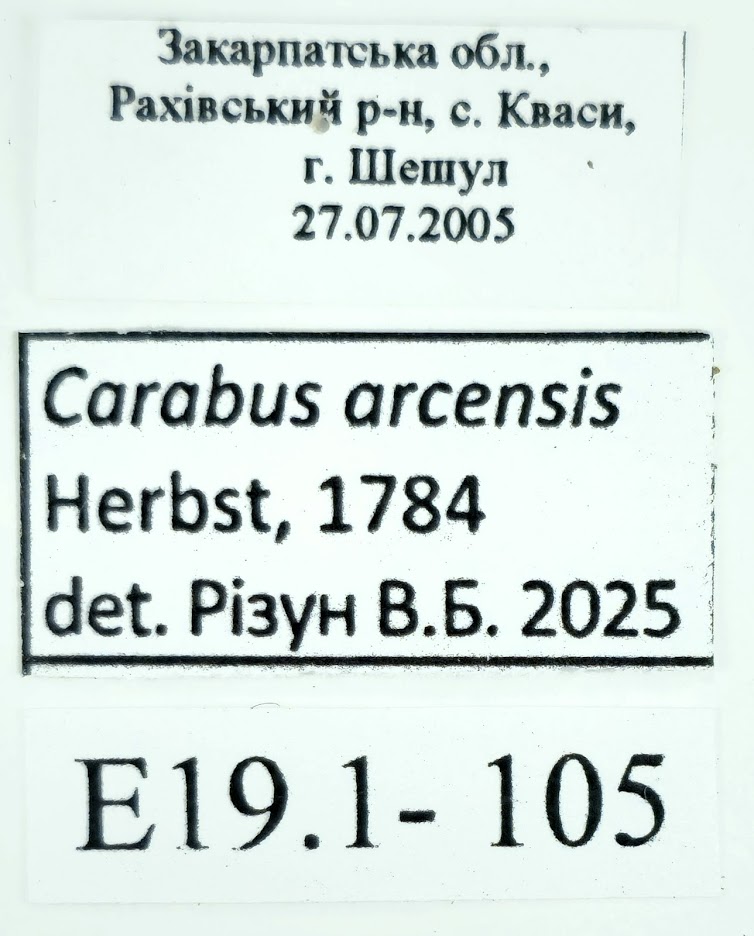 Закарпатська обл.,
Рахівський р-н, с. Кваси,
г. Шешул
27.07.2005
Carabus arcensis
Herbst, 1784
det. Різун В.Б. 2025
E19.1- 105